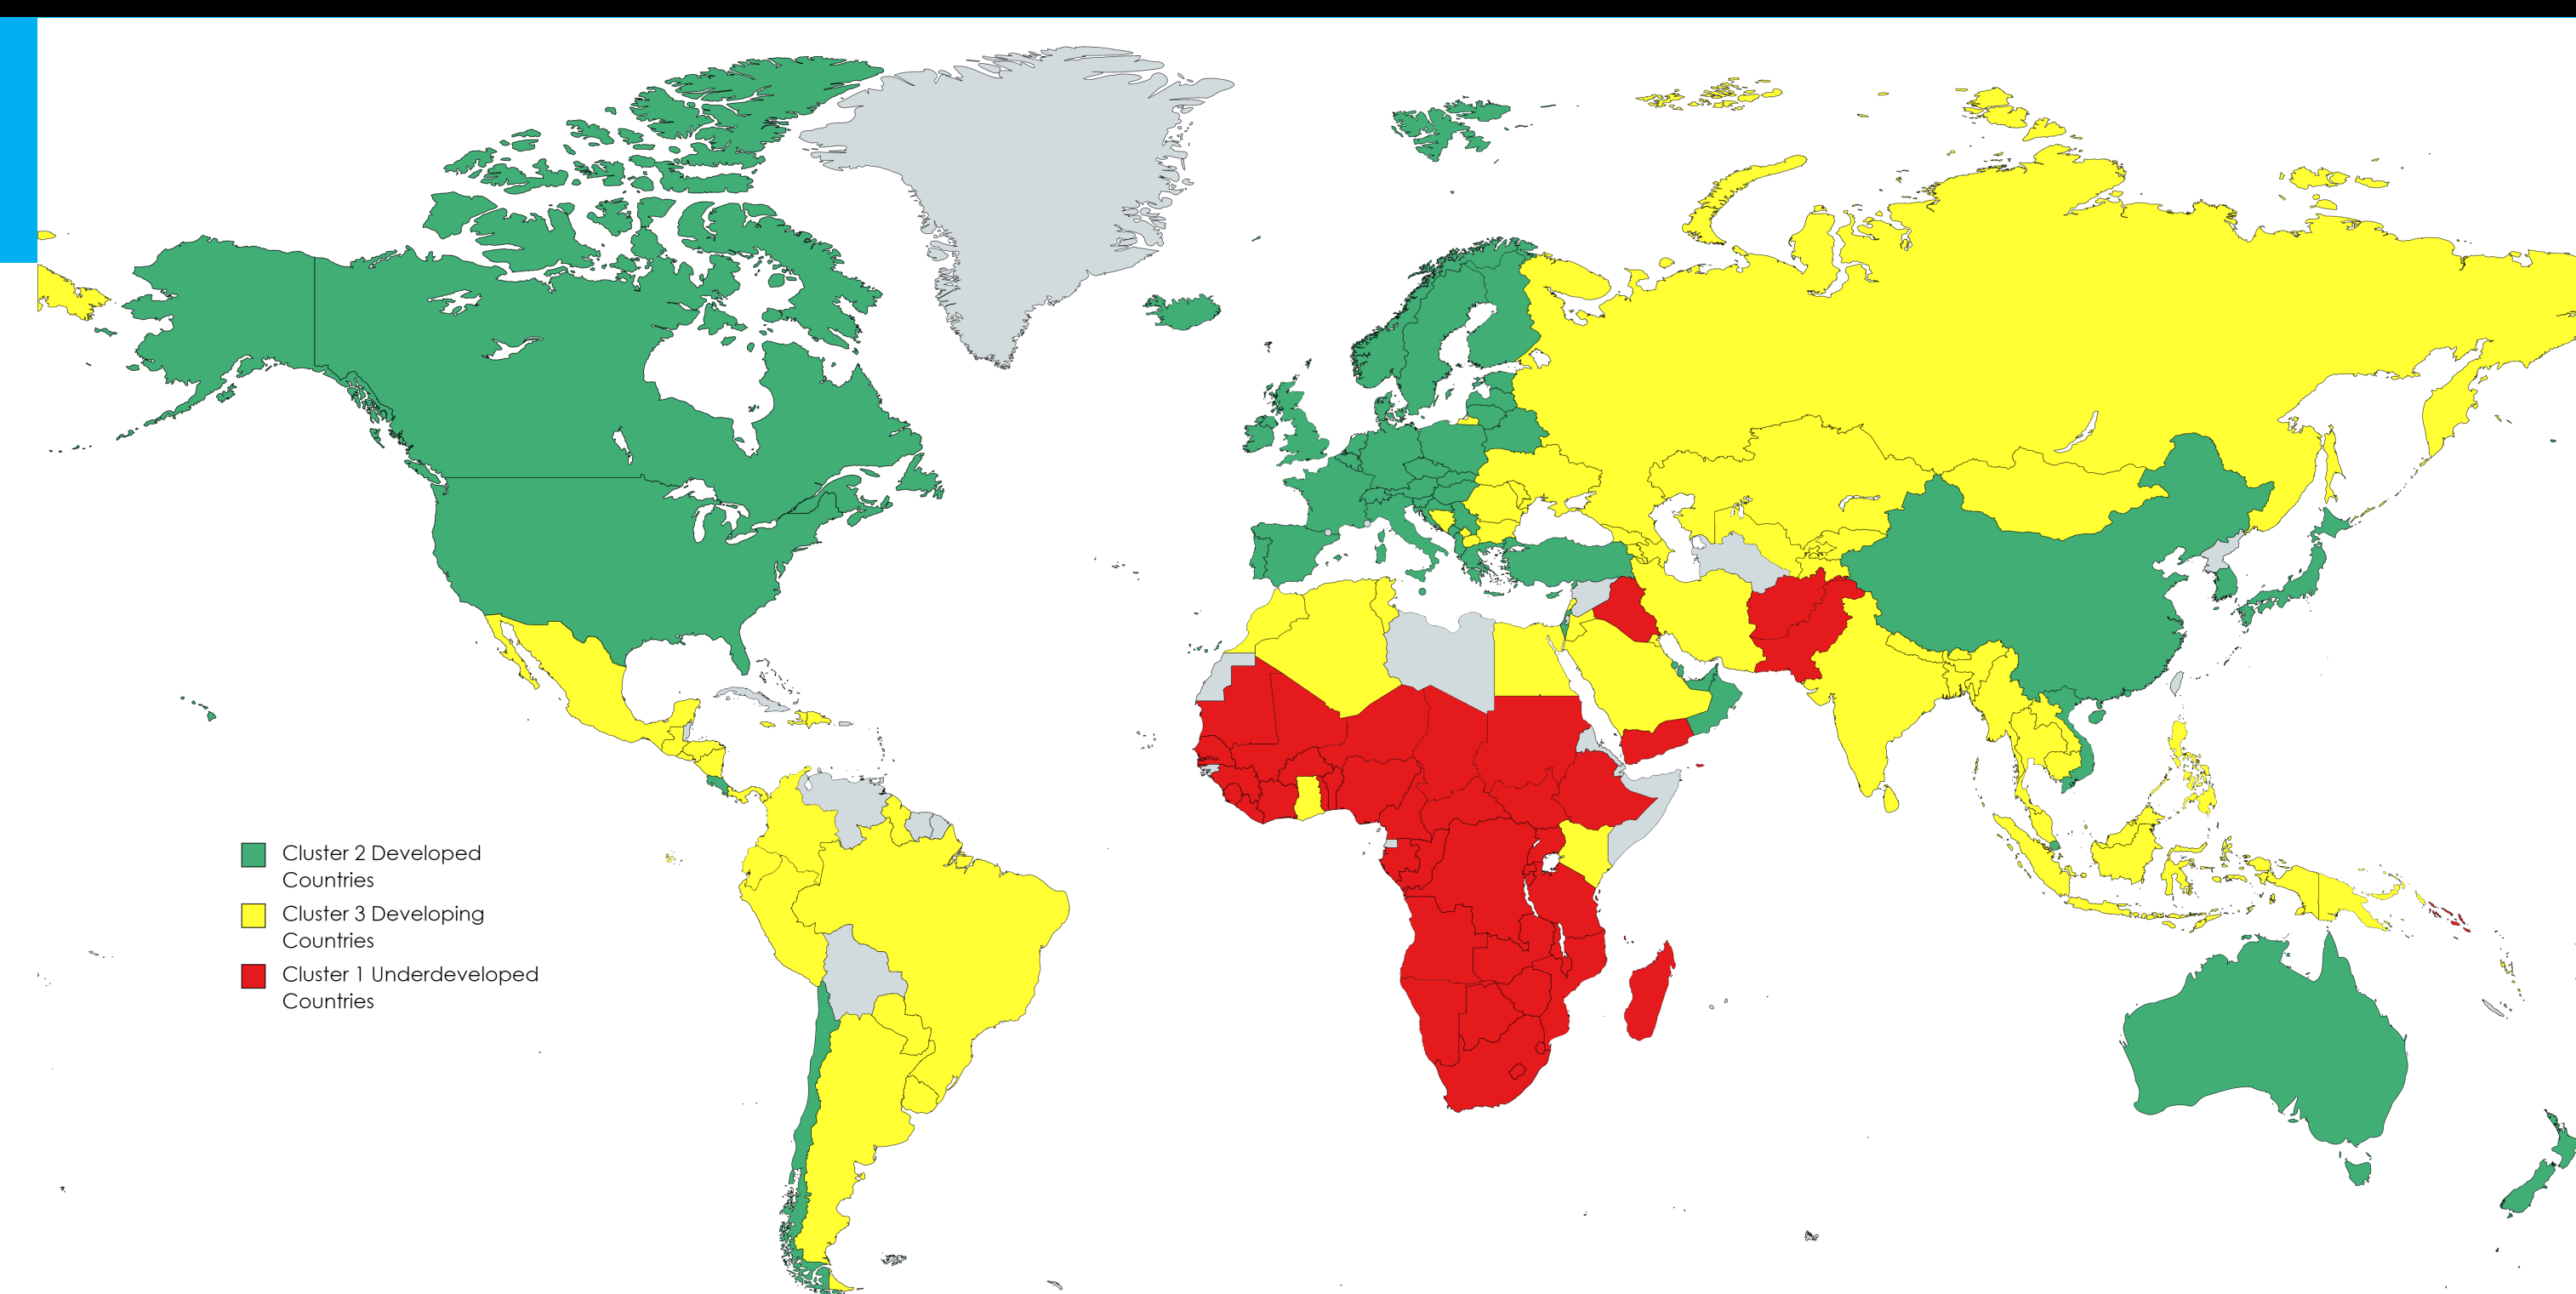 Cluster 2 Developed
Countries
Cluster 3 Developing
Countries
Cluster 1 Underdeveloped
Countries